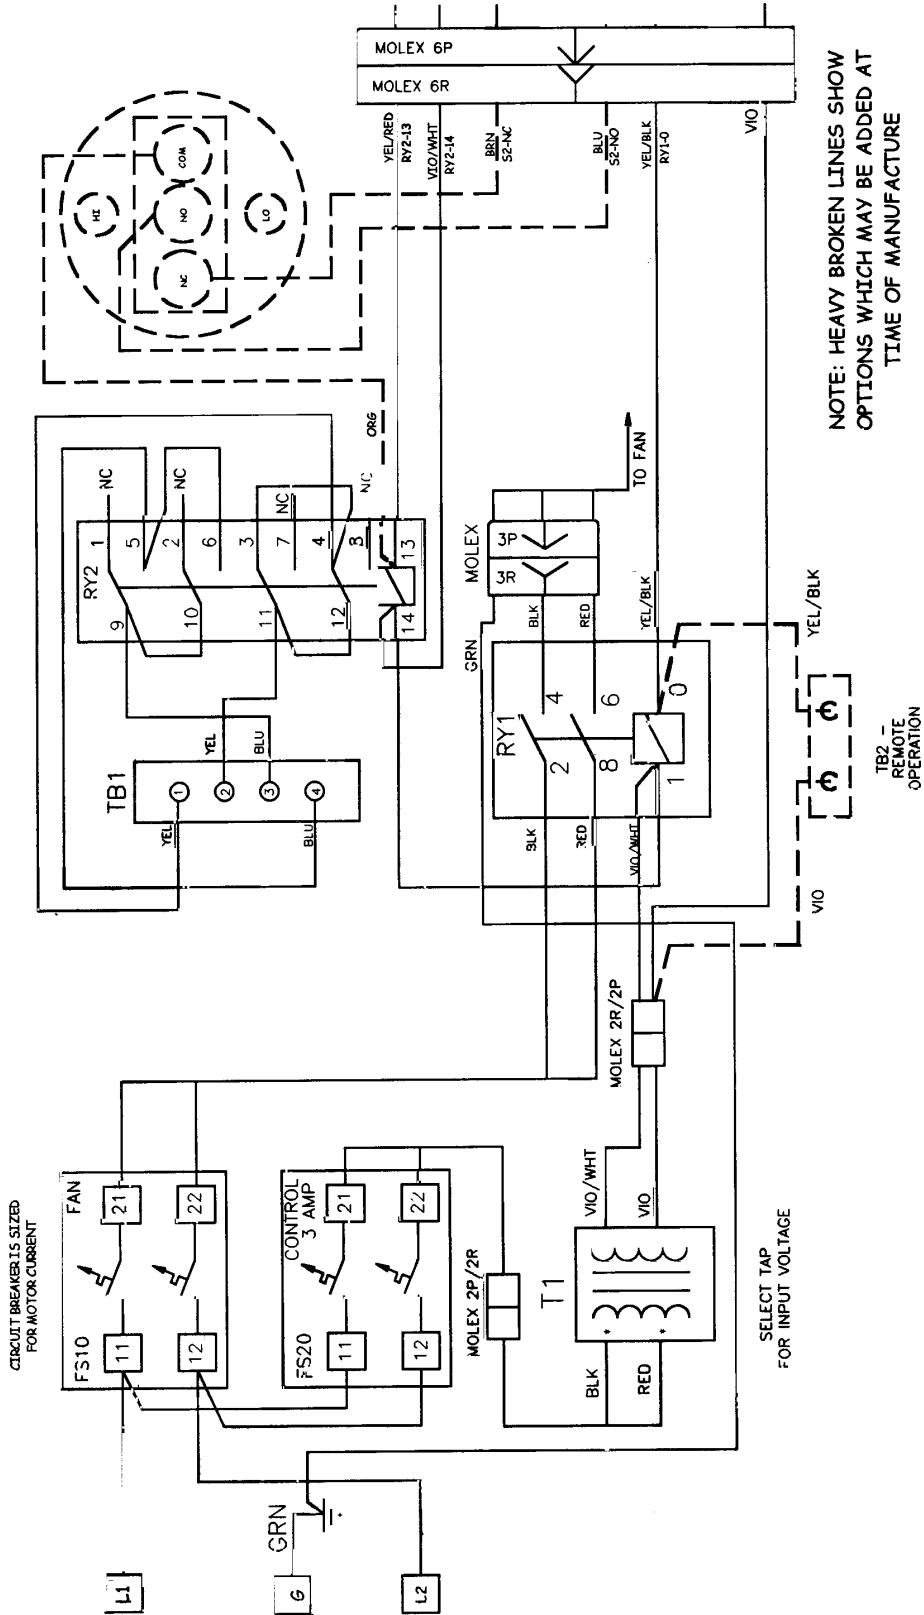 CIRCUIT BREAKER IS SIZED
FOR MOTOR CURRENT
FS10
FAN
11
21
12
22
FS20
CONTROL
3 AMP
11
21
12
22
L1
G
L2
GRN
MOLEX 2P/2R
T1
BLK
RED
*
*
VIO/WHT
VIO
SELECT TAP
FOR INPUT VOLTAGE
MOLEX 2R/2P
TB1
1
2
3
4
YEL
BLU
YEL
BLU
RY2
1
NC
9
5
2
NC
10
6
3
11
7
NC
4
12
8
NC
14
13
ORG
HI
NC
NO
COM
LO
MOLEX 6P
MOLEX 6R
YEL/RED
RY2-13
VIO/WHT
RY2-14
BRN
S2-NC
BLU
S2-NO
YEL/BLK
RY1-0
VIO
MOLEX
3P
3R
TO FAN
GRN
BLK
RED
YEL/BLK
RY1
2
4
8
6
1
0
BLK
RED
VIO/WHT
YEL/BLK
VIO
TB2 -
REMOTE
OPERATION
NOTE: HEAVY BROKEN LINES SHOW
OPTIONS WHICH MAY BE ADDED AT
TIME OF MANUFACTURE